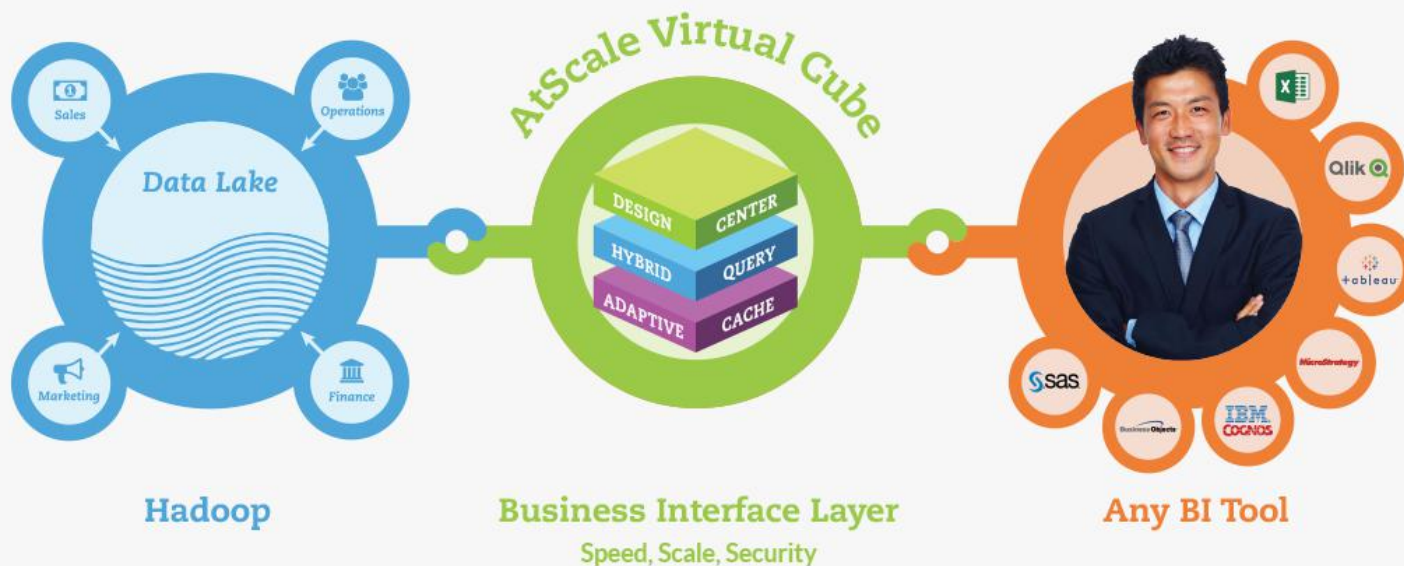 AtScale Virtual Cube
Sales
Operations
Data Lake
Marketing
Finance
DESIGN CENTER
HYBRID QUERY
ADAPTIVE CACHE
X
Qlik
+ableau
MicroStrategy
IBM
COGNOS
Business Objects
sas
Hadoop
Business Interface Layer
Speed, Scale, Security
Any BI Tool